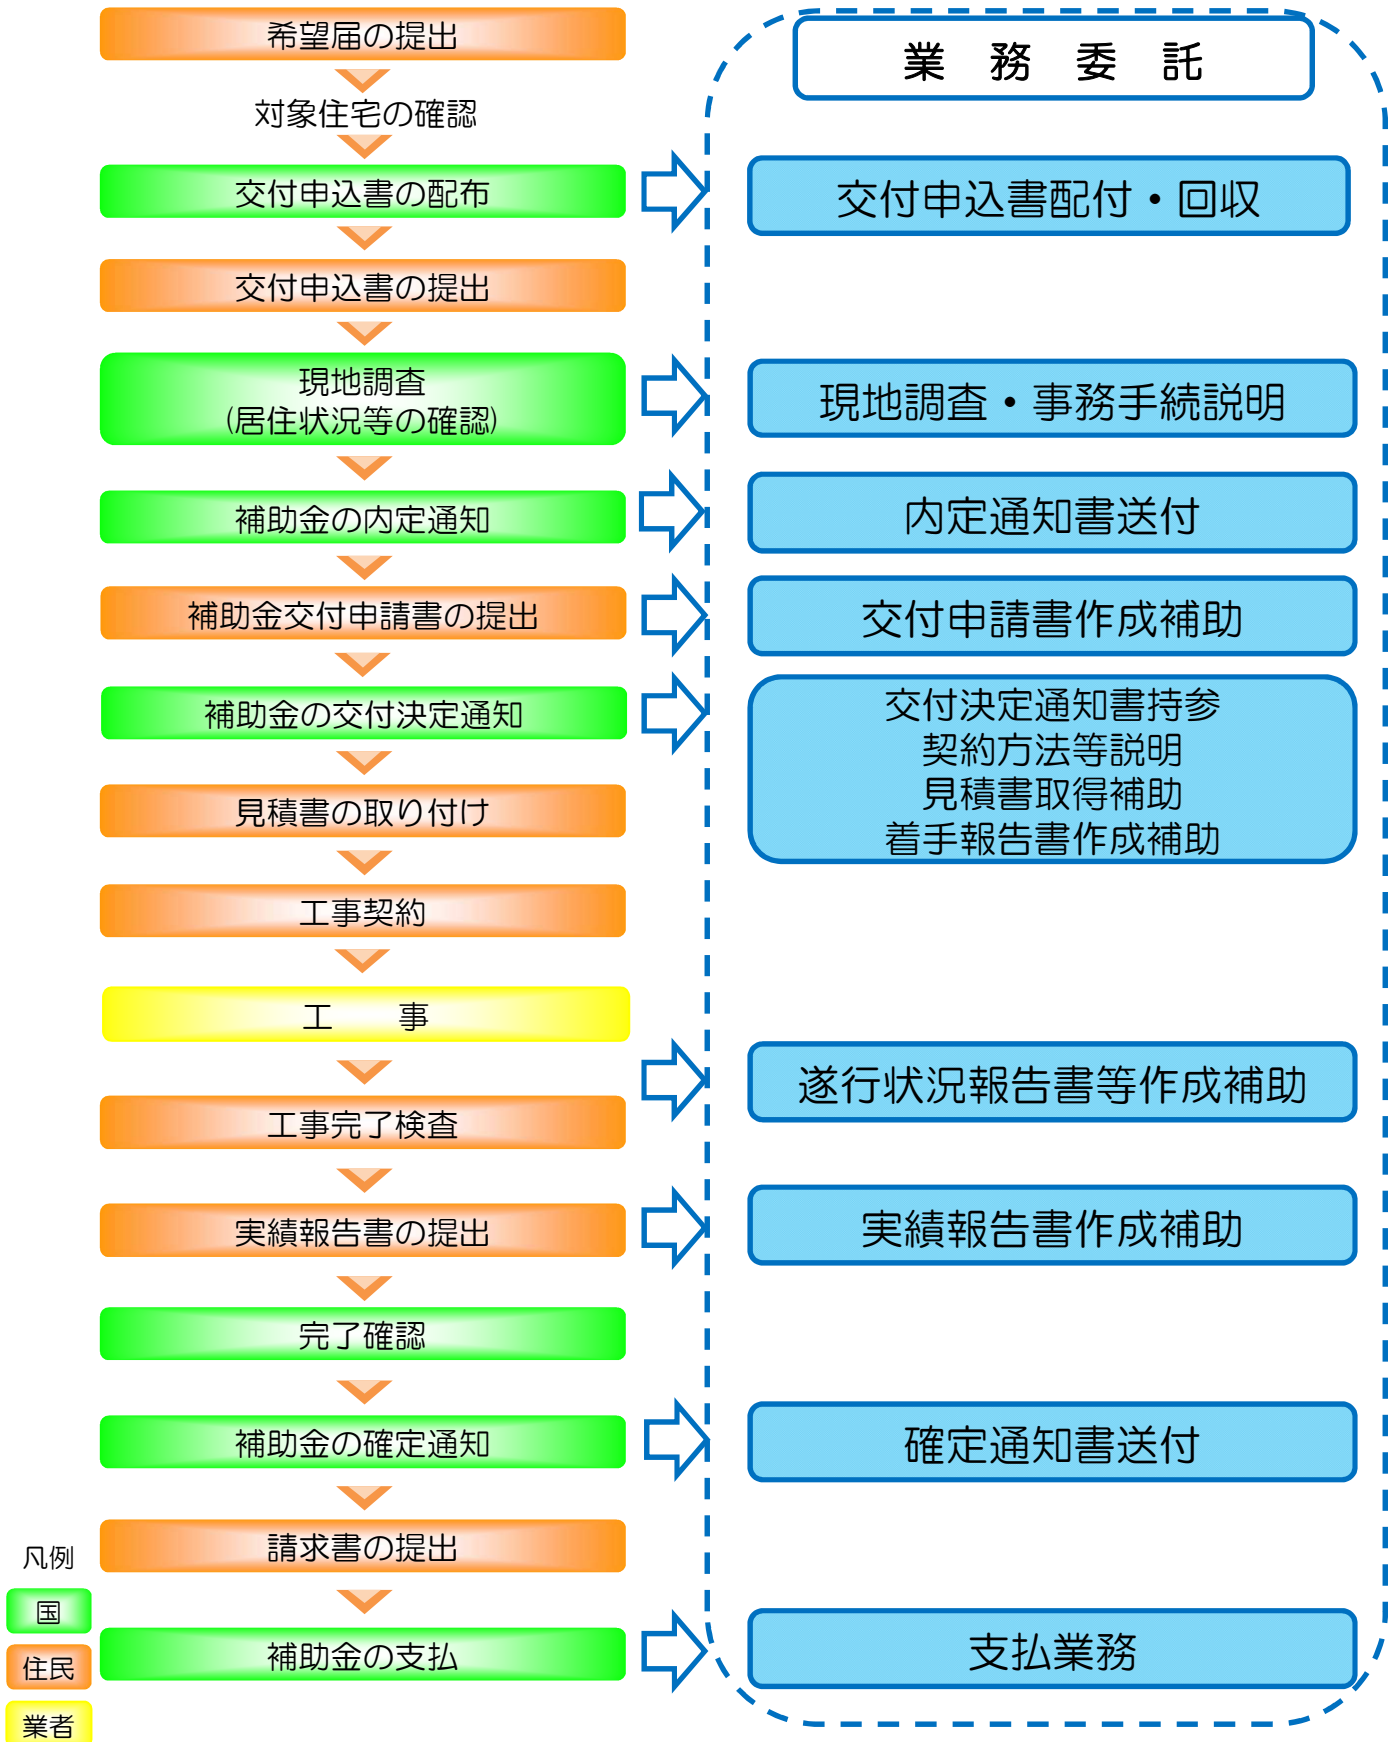 希望届の提出
対象住宅の確認
交付申込書の配布
交付申込書の提出
現地調査
(居住状況等の確認)
補助金の内定通知
補助金交付申請書の提出
補助金の交付決定通知
見積書の取り付け
工事契約
工　事
工事完了検査
実績報告書の提出
完了確認
補助金の確定通知
請求書の提出
補助金の支払
凡例
国
住民
業者
業 務 委 託
交付申込書配付・回収
現地調査・事務手続説明
内定通知書送付
交付申請書作成補助
交付決定通知書持参
契約方法等説明
見積書取得補助
着手報告書作成補助
遂行状況報告書等作成補助
実績報告書作成補助
確定通知書送付
支払業務